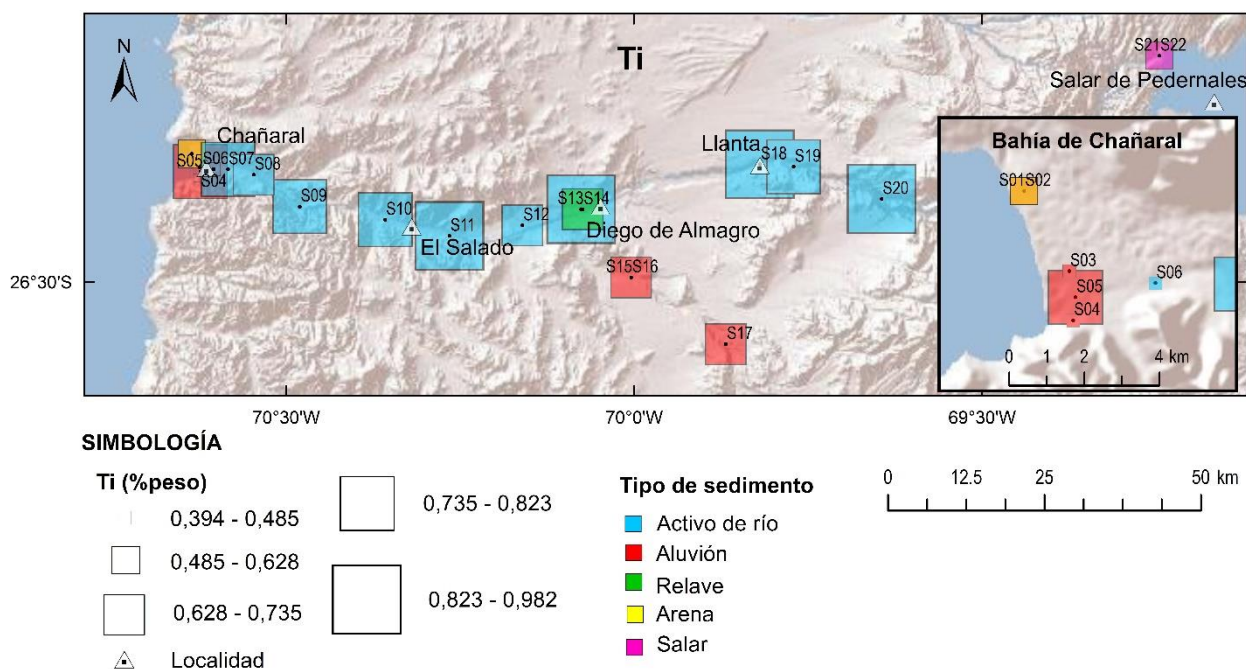 N
Ti
S21S22
Salar de Pedernales
Chañaral
S05 S06 S07 S08
S04
Llanta
S18 S19
S09
S20
S10
S11
S12
S13S14
El Salado
Diego de Almagro
S15S16
S17
26°30'S
Bahía de Chañaral
S01S02
S03
S05
S06
S04
0 1 2 4 km
70°30'W 70°0'W 69°30'W
SIMBOLOGÍA
Ti (%peso)
0,394 - 0,485
0,485 - 0,628
0,628 - 0,735
Localidad
0,735 - 0,823
0,823 - 0,982
Tipo de sedimento
Activo de río
Aluvión
Relave
Arena
Salar
0 12.5 25 50 km